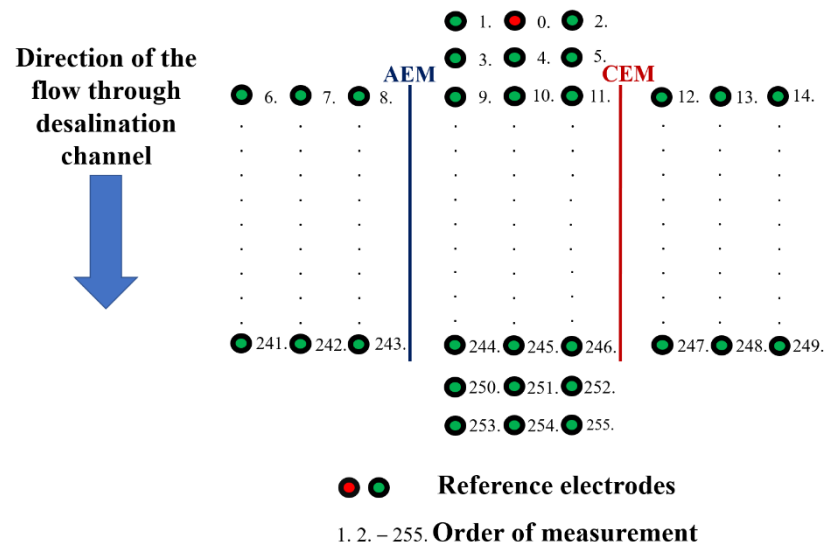 1. 0. 2.
Direction of the
flow through
desalination
channel
3. 4. 5.
AEM CEM
6. 7. 8. 9. 10. 11. 12. 13. 14.
241. 242. 243. 244. 245. 246. 247. 248. 249.
250. 251. 252.
253. 254. 255.
Reference electrodes
1. 2. – 255. Order of measurement